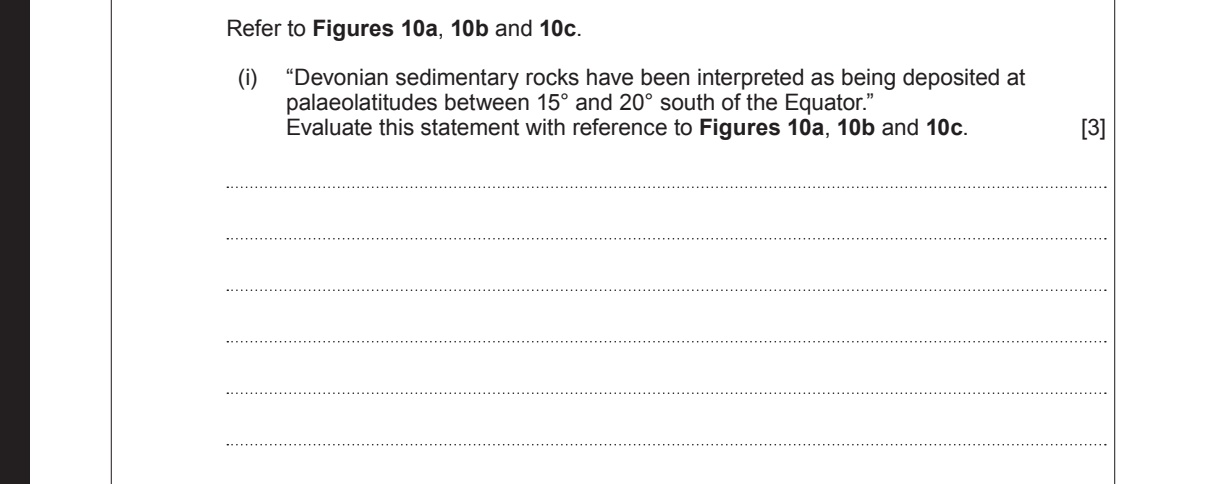 Refer to Figures 10a, 10b and 10c.
(i) “Devonian sedimentary rocks have been interpreted as being deposited at
palaeolatitudes between 15° and 20° south of the Equator.”
Evaluate this statement with reference to Figures 10a, 10b and 10c. [3]